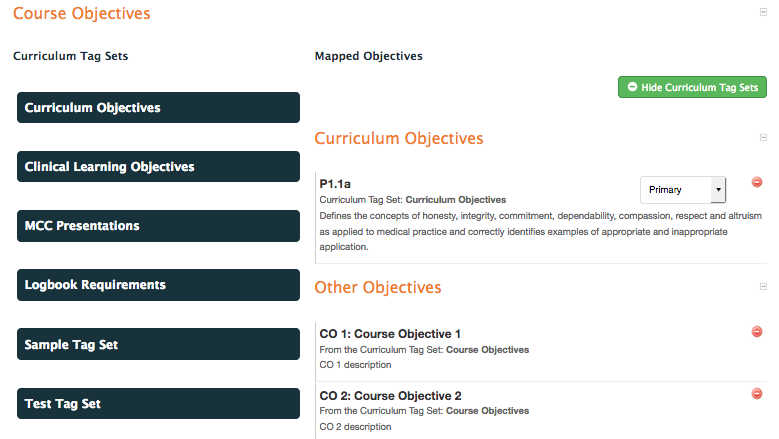 Course Objectives
Curriculum Tag Sets
Mapped Objectives
Hide Curriculum Tag Sets
Curriculum Objectives
Clinical Learning Objectives
MCC Presentations
Logbook Requirements
Sample Tag Set
Test Tag Set
Curriculum Objectives
P1.1a
Primary
Curriculum Tag Set: Curriculum Objectives
Defines the concepts of honesty, integrity, commitment, dependability, compassion, respect and altruism
as applied to medical practice and correctly identifies examples of appropriate and inappropriate
application.
Other Objectives
CO 1: Course Objective 1
From the Curriculum Tag Set: Course Objectives
CO 1 description
CO 2: Course Objective 2
From the Curriculum Tag Set: Course Objectives
CO 2 description